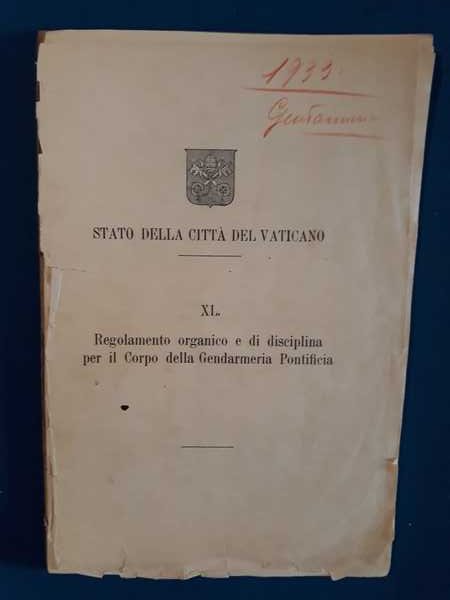 1933.
Gendarmeria
STATO DELLA CITTÀ DEL VATICANO
XL.
Regolamento organico e di disciplina
per il Corpo della Gendarmeria Pontificia